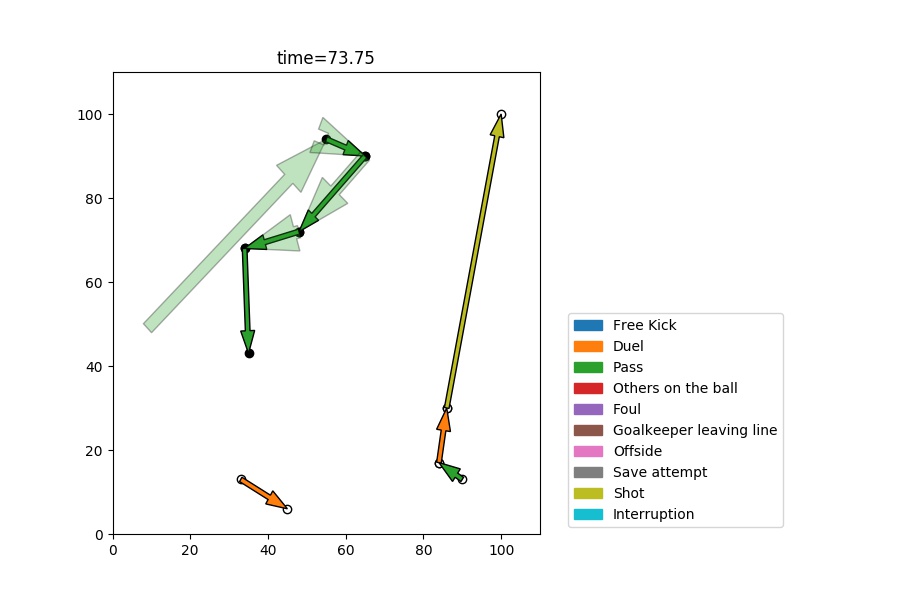 time=73.75
100
80
60
40
20
0
0 20 40 60 80 100
Free Kick
Duel
Pass
Others on the ball
Foul
Goalkeeper leaving line
Offside
Save attempt
Shot
Interruption